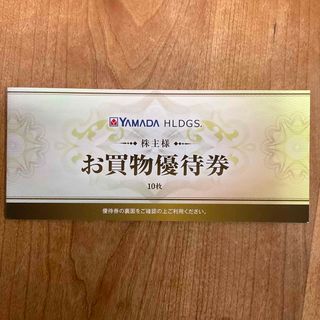 YAMADA HLDGS.
株主様
お買物優待券
10枚
優待券の裏面をご確認の上ご利用ください。